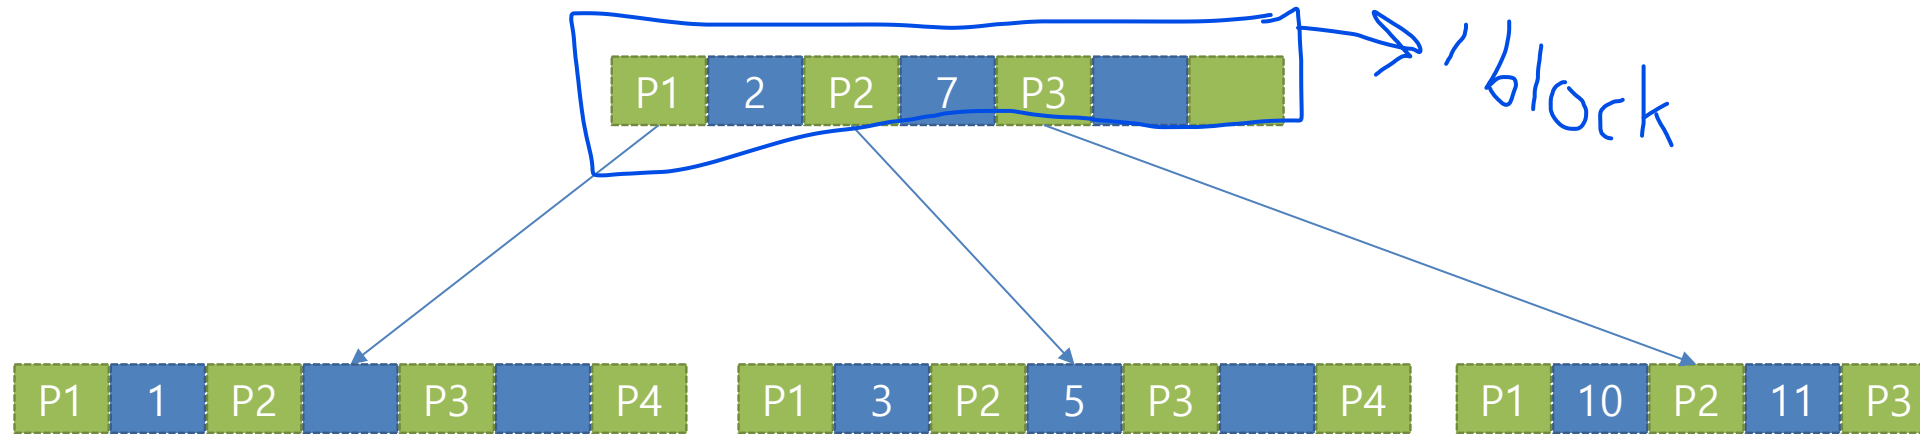 P1 2 P2 7 P3
1 block
P1 1 P2 P3 P4
P1 3 P2 5 P3 P4
P1 10 P2 11 P3